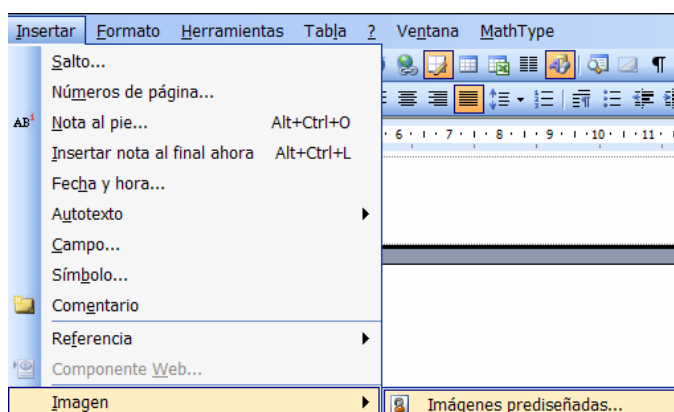 Insertar Formato Herramientas Tabla ? Ventana MathType
Salto...
Números de página...
AB¹ Nota al pie... Alt+Ctrl+O
Insertar nota al final ahora Alt+Ctrl+L
· 6 · ı · 7 · ı · 8 · ı · 9 · ı · 10 · ı · 11 ·
Fecha y hora...
Autotexto
Campo...
Símbolo...
Comentario
Referencia
Componente Web...
Imagen Imágenes prediseñadas...